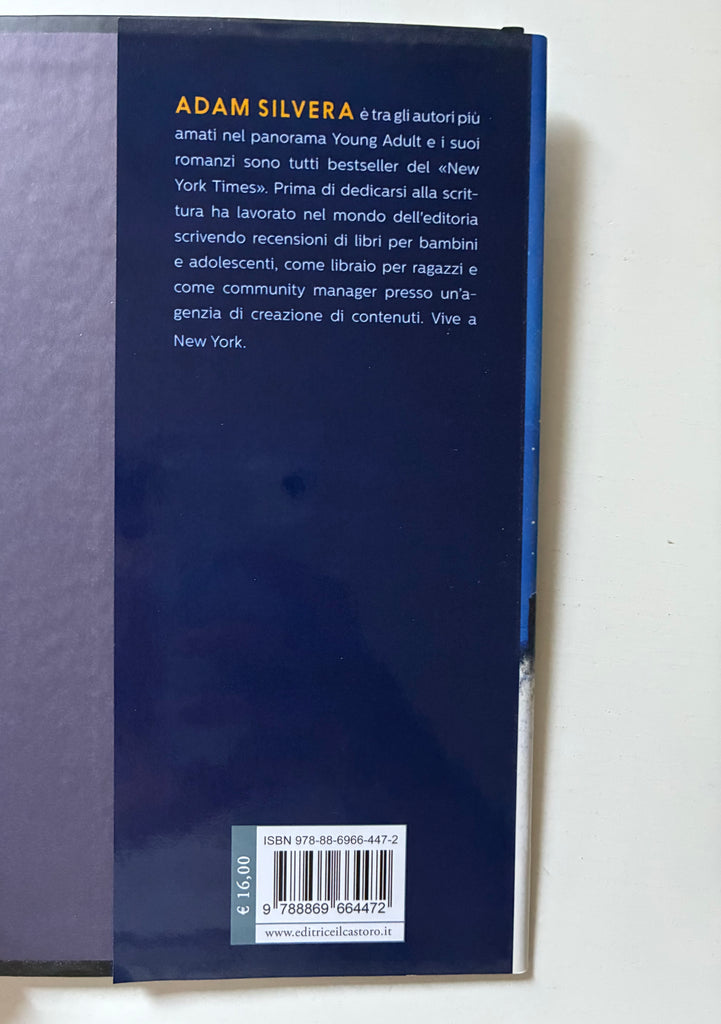 ADAM SILVERA è tra gli autori più
amati nel panorama Young Adult e i suoi
romanzi sono tutti bestseller del «New
York Times». Prima di dedicarsi alla scrit-
tura ha lavorato nel mondo dell'editoria
scrivendo recensioni di libri per bambini
e adolescenti, come libraio per ragazzi e
come community manager presso un'a-
genzia di creazione di contenuti. Vive a
New York.
€ 16,00
ISBN 978-88-6966-447-2
9 788869 664472
www.editriceilcastoro.it